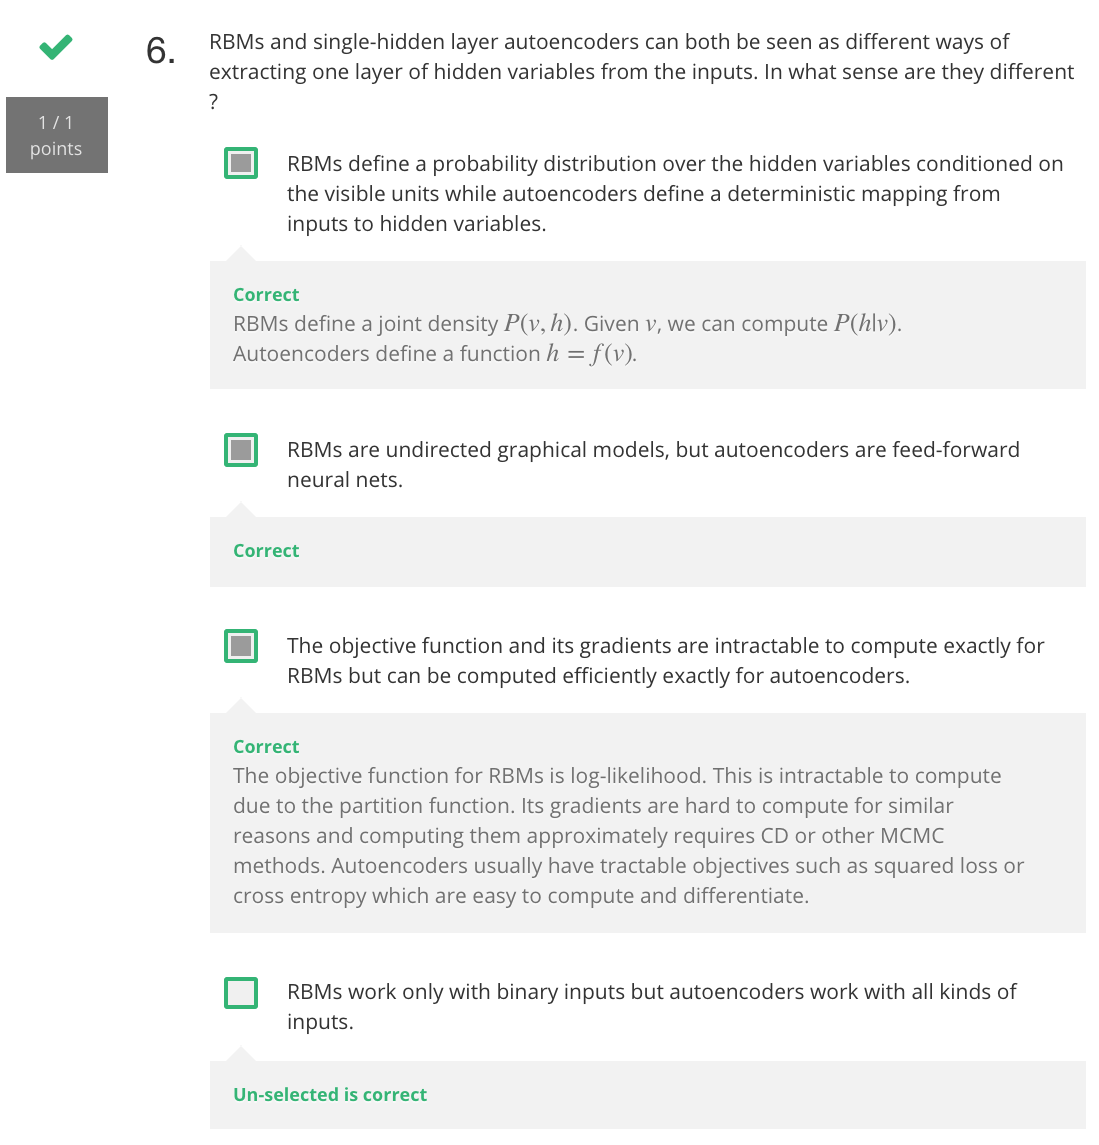 6.
RBMs and single-hidden layer autoencoders can both be seen as different ways of
extracting one layer of hidden variables from the inputs. In what sense are they different
?
1 / 1
points
RBMs define a probability distribution over the hidden variables conditioned on
the visible units while autoencoders define a deterministic mapping from
inputs to hidden variables.
Correct
RBMs define a joint density P(v, h). Given v, we can compute P(h|v).
Autoencoders define a function h = f(v).
RBMs are undirected graphical models, but autoencoders are feed-forward
neural nets.
Correct
The objective function and its gradients are intractable to compute exactly for
RBMs but can be computed efficiently exactly for autoencoders.
Correct
The objective function for RBMs is log-likelihood. This is intractable to compute
due to the partition function. Its gradients are hard to compute for similar
reasons and computing them approximately requires CD or other MCMC
methods. Autoencoders usually have tractable objectives such as squared loss or
cross entropy which are easy to compute and differentiate.
RBMs work only with binary inputs but autoencoders work with all kinds of
inputs.
Un-selected is correct